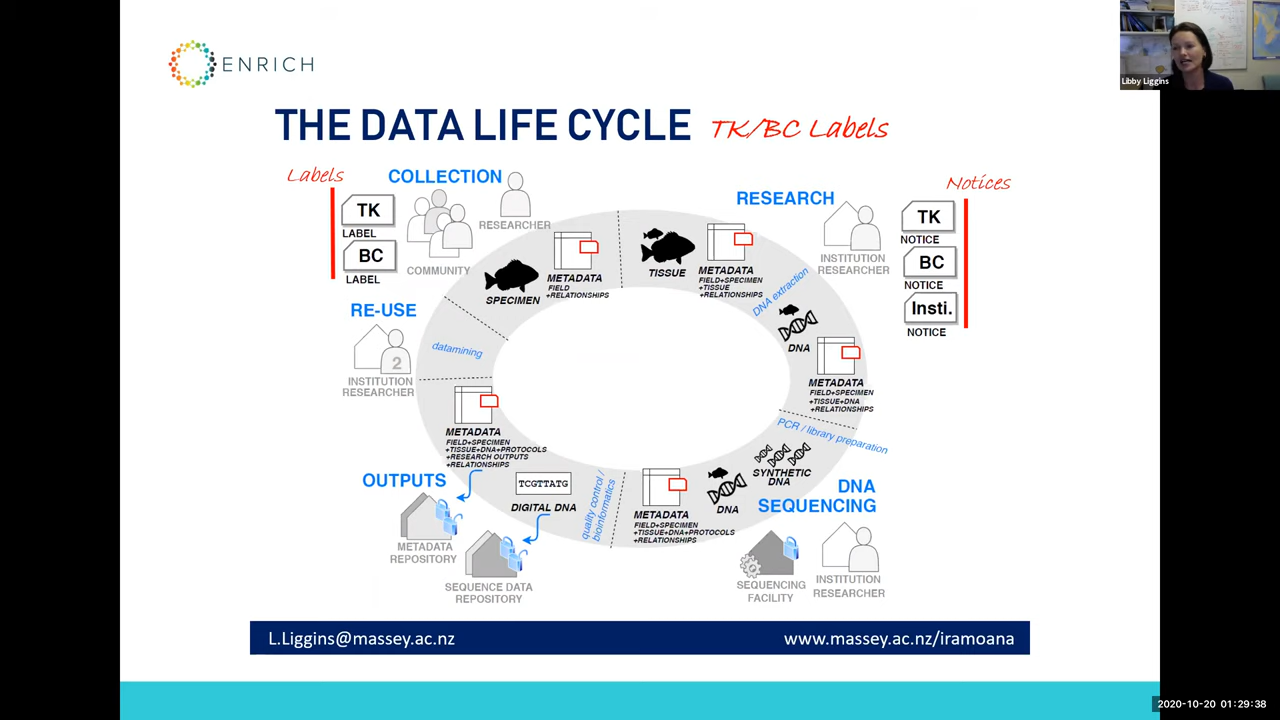 ENRICH
Libby Liggins
THE DATA LIFE CYCLE TK/BC Labels
Labels
TK
LABEL
BC
LABEL
COLLECTION
RESEARCHER
COMMUNITY
SPECIMEN
METADATA
FIELD
+RELATIONSHIPS
TISSUE
METADATA
FIELD+SPECIMEN
+TISSUE
+RELATIONSHIPS
RESEARCH
INSTITUTION
RESEARCHER
Notices
TK
NOTICE
BC
NOTICE
Insti.
NOTICE
DNA extraction
DNA
METADATA
FIELD+SPECIMEN
+TISSUE+DNA
+RELATIONSHIPS
PCR / library preparation
SYNTHETIC
DNA
DNA
DNA
SEQUENCING
SEQUENCING
FACILITY
INSTITUTION
RESEARCHER
METADATA
FIELD+SPECIMEN
+TISSUE+DNA+PROTOCOLS
+RELATIONSHIPS
quality control /
bioinformatics
TCGTTATG
DIGITAL DNA
SEQUENCE DATA
REPOSITORY
OUTPUTS
METADATA
REPOSITORY
METADATA
FIELD+SPECIMEN
+TISSUE+DNA+PROTOCOLS
+RESEARCH OUTPUTS
+RELATIONSHIPS
RE-USE
2
INSTITUTION
RESEARCHER
datamining
L.Liggins@massey.ac.nz
www.massey.ac.nz/iramoana
2020-10-20 01:29:38